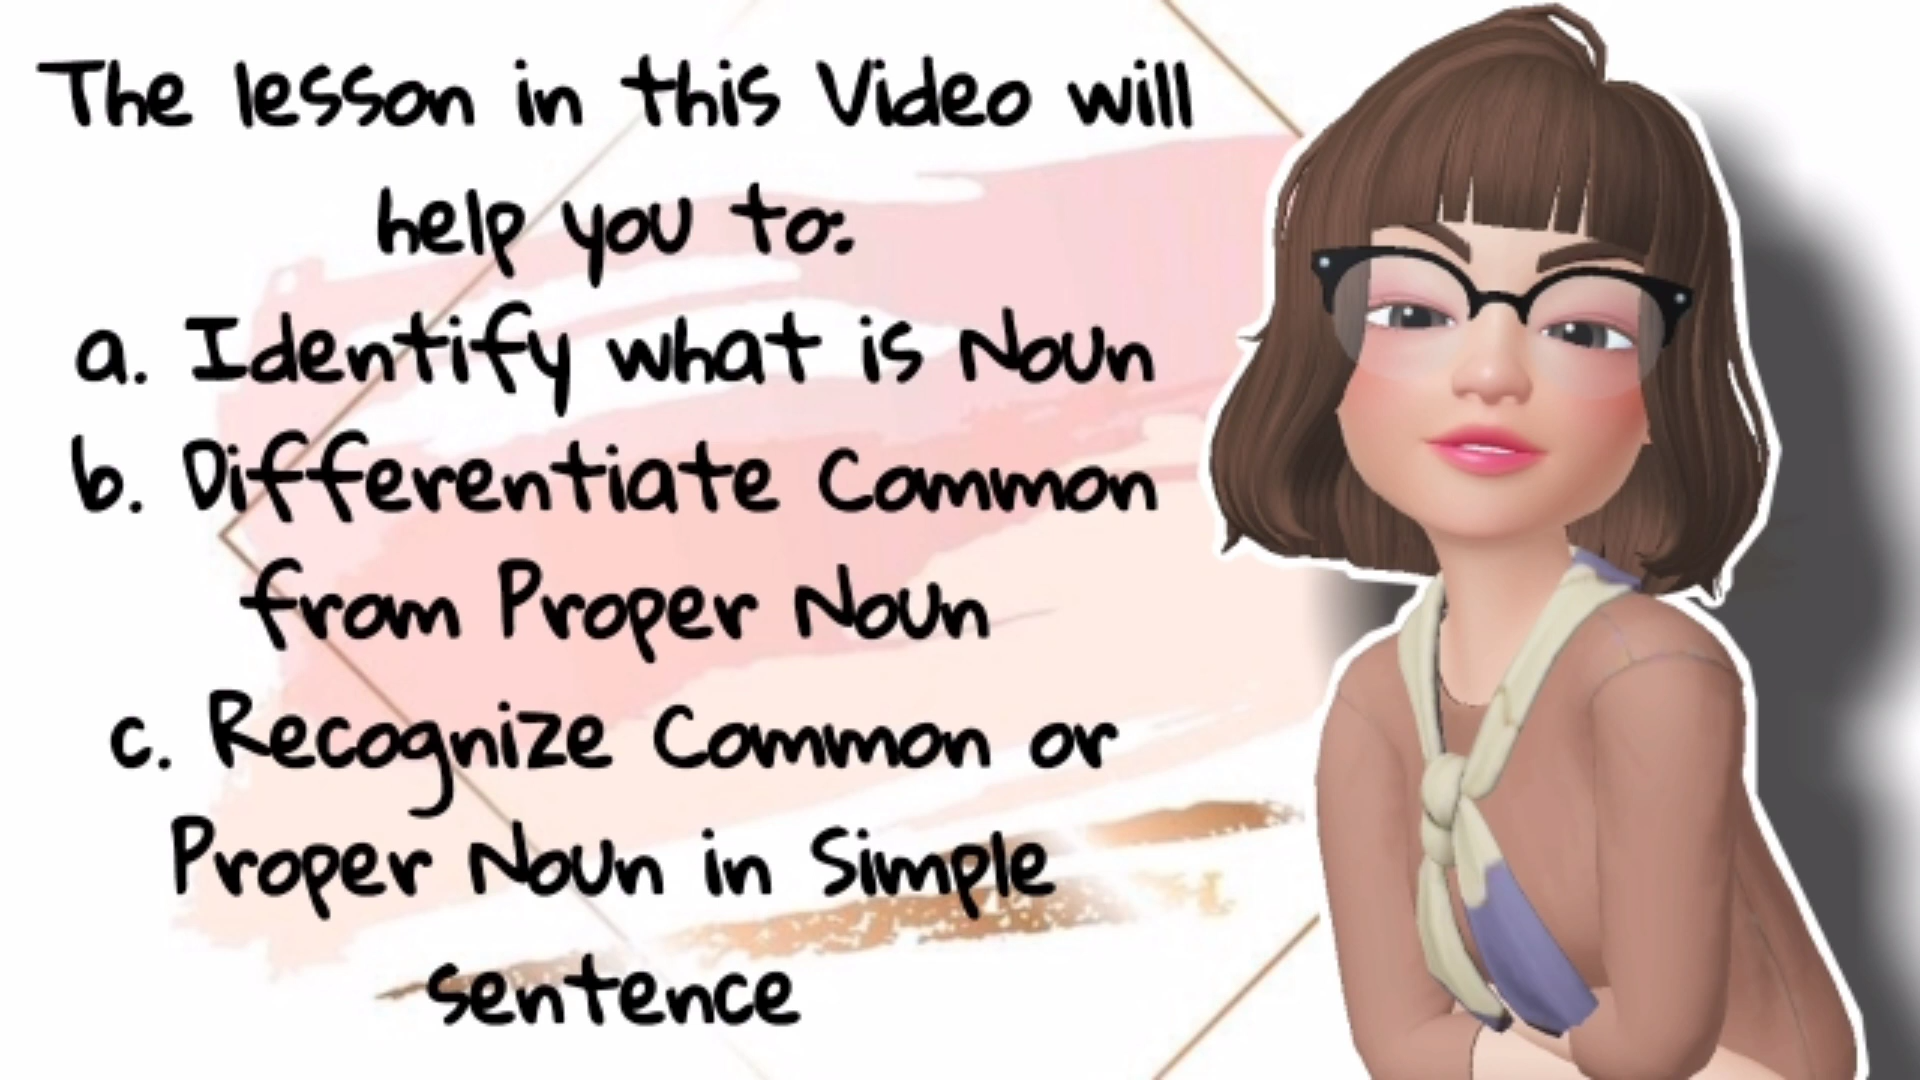 The lesson in this Video will
help you to:
a. Identify what is Noun
b. Differentiate Common
from Proper Noun
c. Recognize Common or
Proper Noun in Simple
sentence